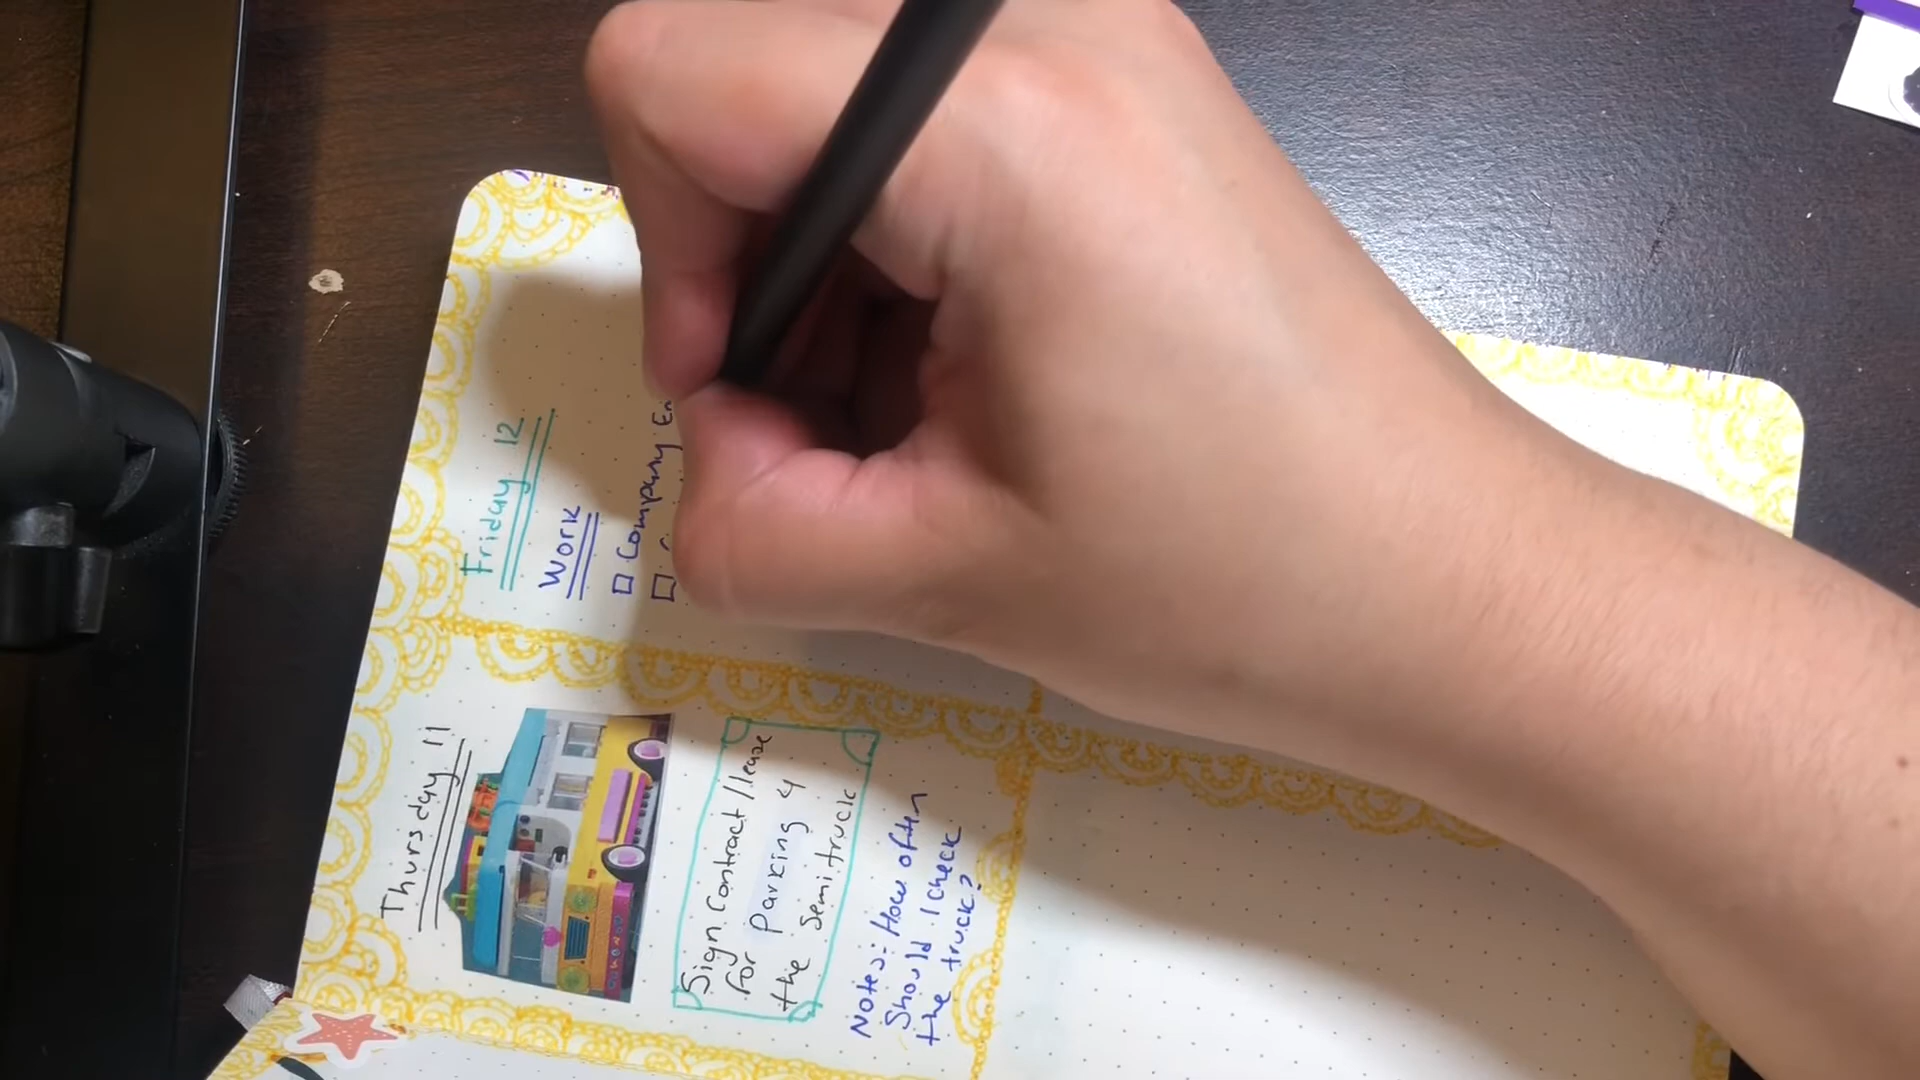 Thursday 11
Sign contract/lease
for parking 4
the semi truck
Notes: How often
Should I check
the truck?
Friday 12
Work
Company